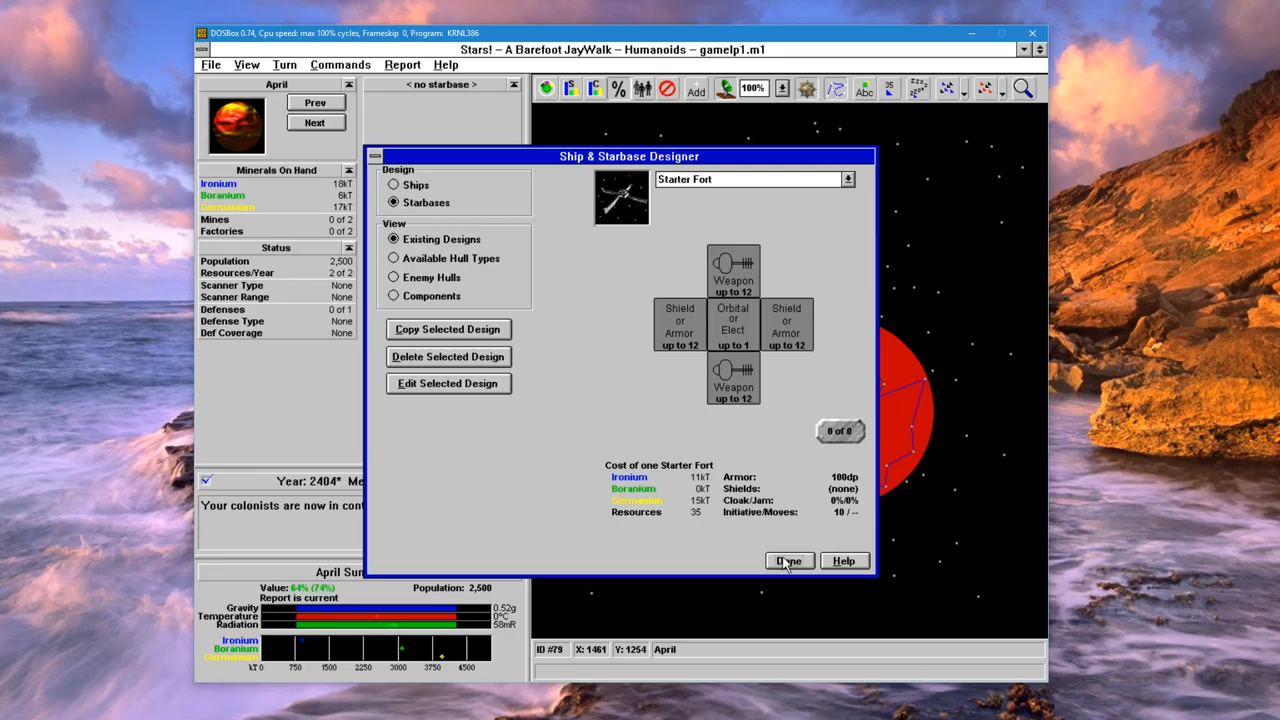 DOSBox 0.74, Cpu speed: max 100% cycles, Frameskip 0, Program: KRNL386
Stars! – A Barefoot JayWalk – Humanoids – gamelp1.m1
File View Turn Commands Report Help
April
Prev
Next
< no starbase >
100%
Add
Abc
35
Minerals On Hand
Ironium 18kT
Boranium 6kT
Germanium 17kT
Mines 0 of 2
Factories 0 of 2
Status
Population 2,500
Resources/Year 2 of 2
Scanner Type None
Scanner Range None
Defenses 0 of 1
Defense Type None
Def Coverage None
Year: 2404* Me
Your colonists are now in cont
April Sum
Value: 64% (74%) Population: 2,500
Report is current
Gravity 0.52g
Temperature 0°C
Radiation 58mR
Ironium
Boranium
Germanium
kT 0 750 1500 2250 3000 3750 4500
Ship & Starbase Designer
Design
Ships
Starbases
View
Existing Designs
Available Hull Types
Enemy Hulls
Components
Copy Selected Design
Delete Selected Design
Edit Selected Design
Starter Fort
Weapon
up to 12
Shield
or
Armor
up to 12
Orbital
or
Elect
up to 1
Shield
or
Armor
up to 12
Weapon
up to 12
0 of 0
Cost of one Starter Fort
Ironium 11kT
Boranium 0kT
Germanium 15kT
Resources 35
Armor: 100dp
Shields: (none)
Cloak/Jam: 0%/0%
Initiative/Moves: 10 / --
Done
Help
ID #79 X: 1461 Y: 1254 April